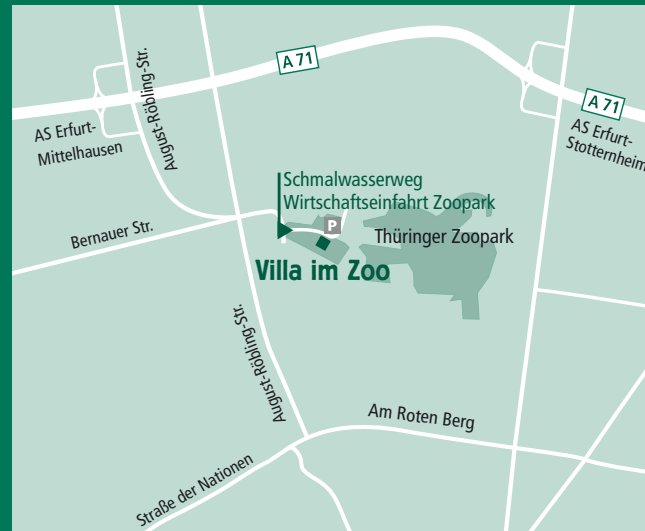 A 71
A 71
AS Erfurt-
Mittelhausen
August-Röbling-Str.
AS Erfurt-
Stotternheim
Schmalwasserweg
Wirtschaftseinfahrt Zoopark
P
Bernauer Str.
Thüringer Zoopark
Villa im Zoo
August-Röbling-Str.
Am Roten Berg
Straße der Nationen